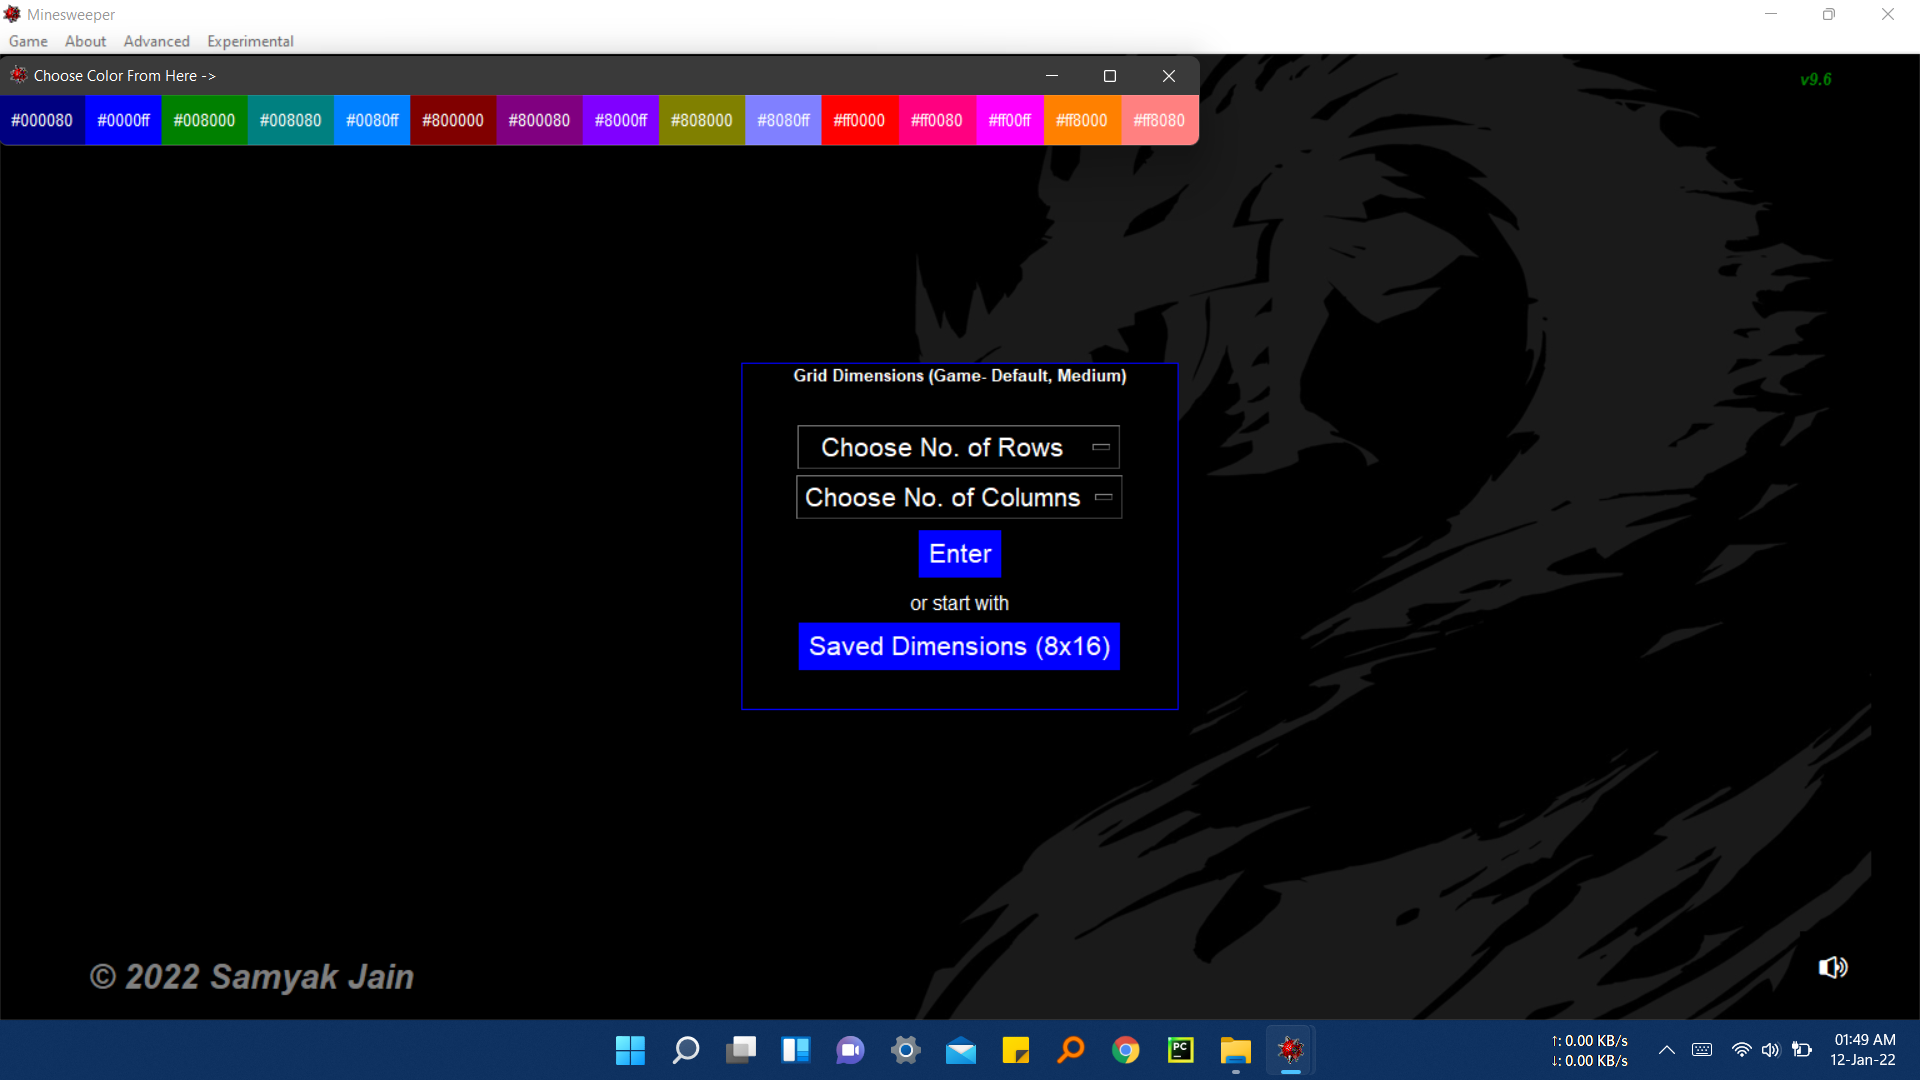 Minesweeper
Game About Advanced Experimental
Choose Color From Here ->
#000080 #0000ff #008000 #008080 #0080ff #800000 #800080 #8000ff #808000 #8080ff #ff0000 #ff0080 #ff00ff #ff8000 #ff8080
v9.6
Grid Dimensions (Game- Default, Medium)
Choose No. of Rows
Choose No. of Columns
Enter
or start with
Saved Dimensions (8x16)
© 2022 Samyak Jain
PC
↑: 0.00 KB/s
↓: 0.00 KB/s
01:49 AM
12-Jan-22